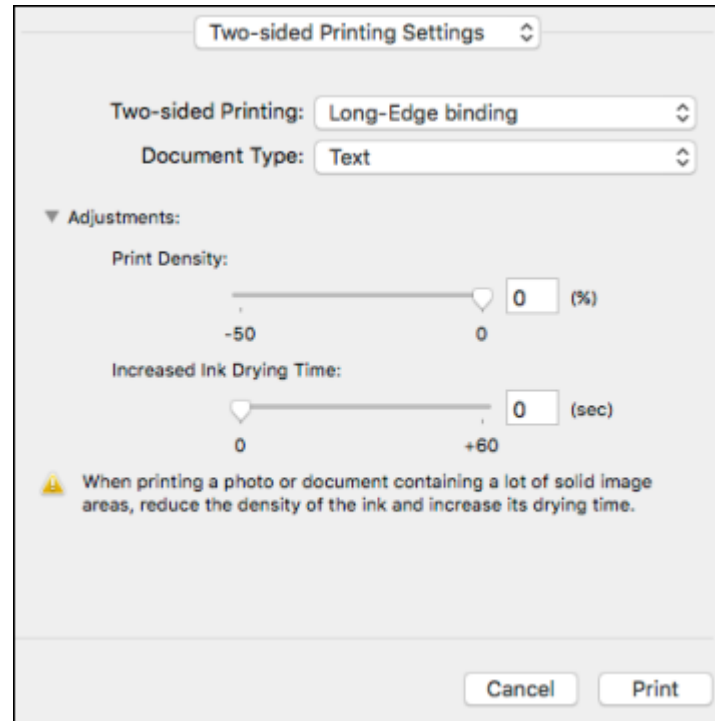 Two-sided Printing Settings
Two-sided Printing: Long-Edge binding
Document Type: Text
Adjustments:
Print Density:
0 (%)
-50 0
Increased Ink Drying Time:
0 (sec)
0 +60
When printing a photo or document containing a lot of solid image
areas, reduce the density of the ink and increase its drying time.
Cancel Print